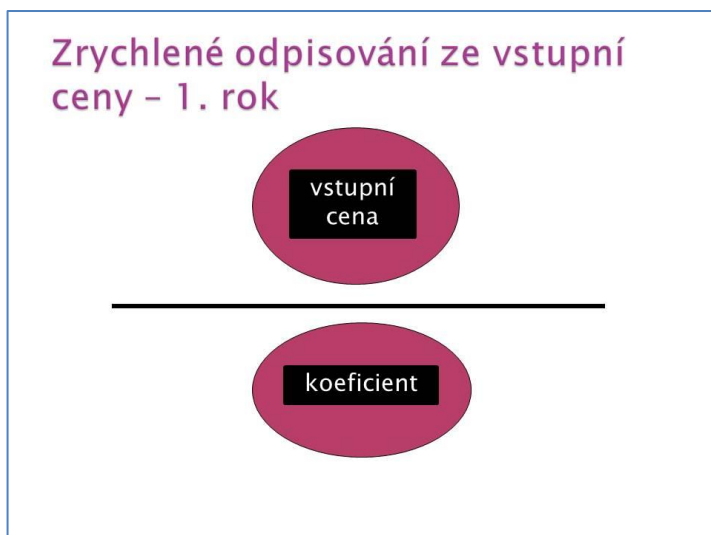 Zrychlené odpisování ze vstupní
ceny – 1. rok
vstupní
cena
koeficient